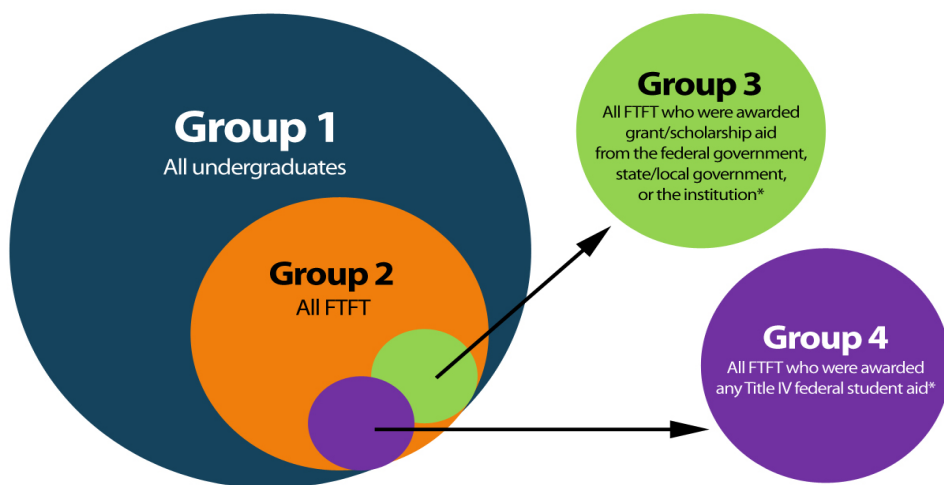 Group 1
All undergraduates
Group 2
All FTFT
Group 3
All FTFT who were awarded
grant/scholarship aid
from the federal government,
state/local government,
or the institution*
Group 4
All FTFT who were awarded
any Title IV federal student aid*